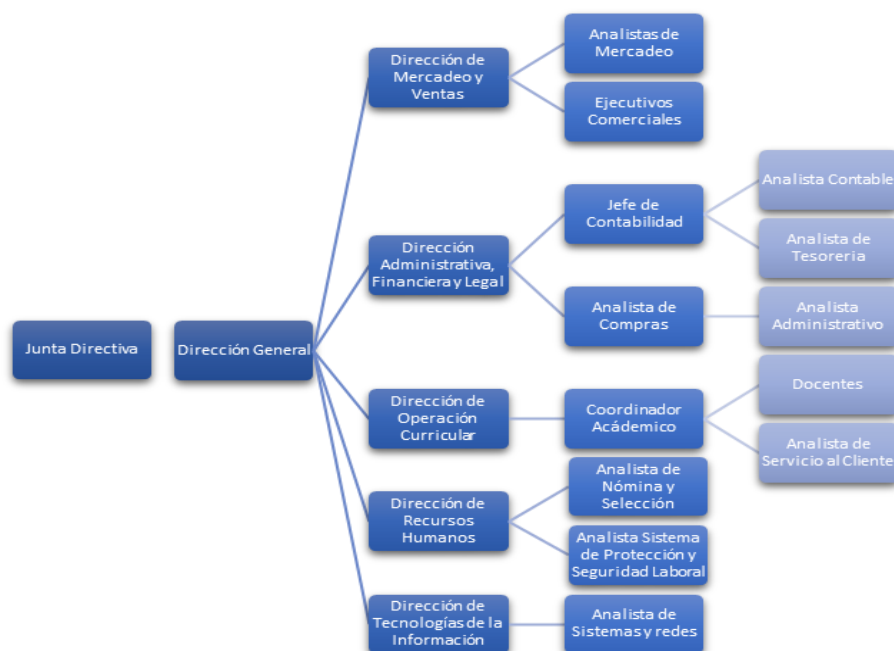 Junta Directiva
Dirección General
Dirección de
Mercadeo y
Ventas
Analistas de
Mercadeo
Ejecutivos
Comerciales
Dirección
Administrativa,
Financiera y Legal
Jefe de
Contabilidad
Analista Contable
Analista de
Tesoreria
Analista de
Compras
Analista
Administrativo
Dirección de
Operación
Curricular
Coordinador
Acádemico
Docentes
Analista de
Servicio al Cliente
Dirección de
Recursos
Humanos
Analista de
Nómina y
Selección
Analista Sistema
de Protección y
Seguridad Laboral
Dirección de
Tecnologías de la
Información
Analista de
Sistemas y redes